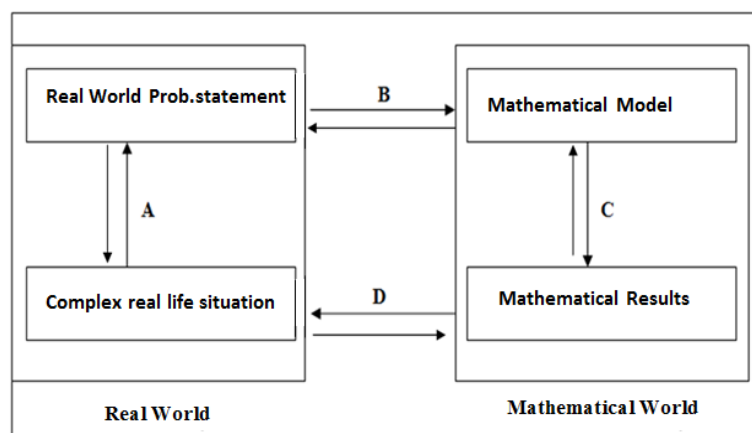 Real World Prob.statement
B
Mathematical Model
A
C
Complex real life situation
D
Mathematical Results
Real World
Mathematical World